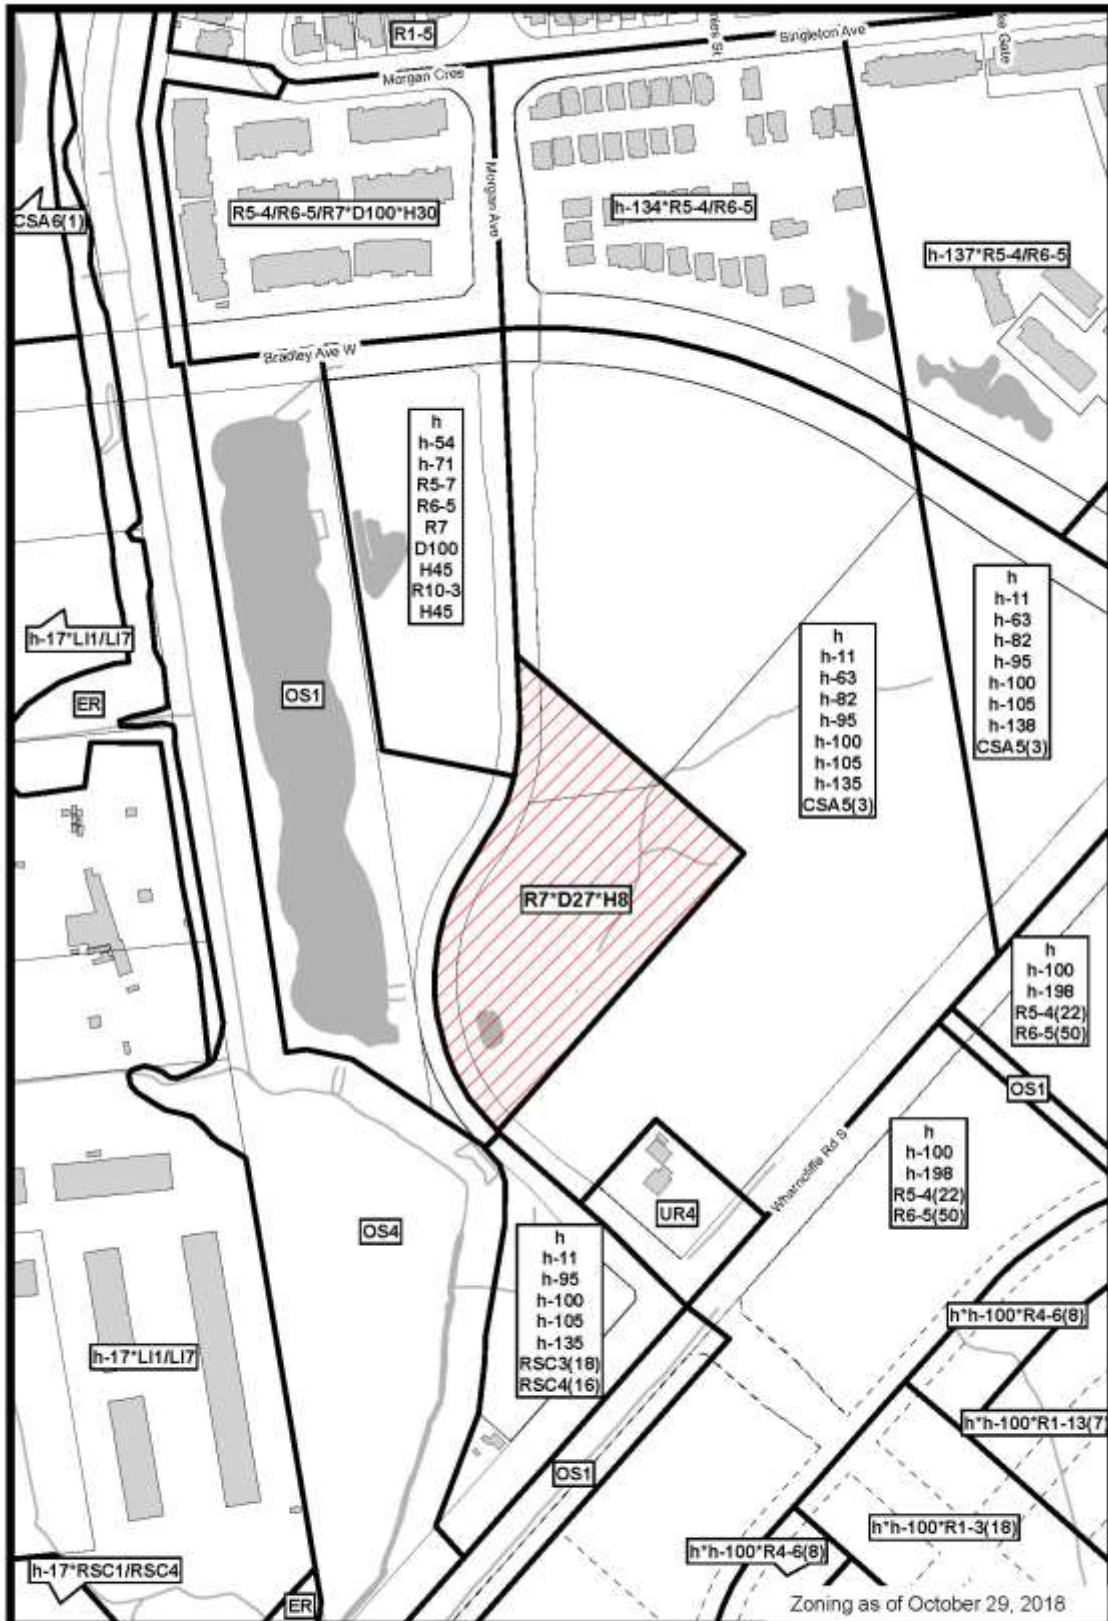 R1-5
Singleton Ave
Morgan Cres
R5-4/R6-5/R7*D100*H30
Morgan Ave
h-134*R5-4/R6-5
CSA6(1)
h-137*R5-4/R6-5
Bradley Ave W
h
h-54
h-71
R5-7
R6-5
R7
D100
H45
R10-3
H45
h
h-11
h-63
h-82
h-95
h-100
h-105
h-138
CSA5(3)
h
h-11
h-63
h-82
h-95
h-100
h-105
h-135
CSA5(3)
h-17*LI1/LI7
ER
OS1
R7*D27*H8
h
h-100
h-198
R5-4(22)
R6-5(50)
OS1
h
h-100
h-198
R5-4(22)
R6-5(50)
Wharncliffe Rd S
UR4
OS4
h
h-11
h-95
h-100
h-105
h-135
RSC3(18)
RSC4(16)
h*h-100*R4-6(8)
h-17*LI1/LI7
h*h-100*R1-13(7)
OS1
h*h-100*R1-3(18)
h*h-100*R4-6(8)
h-17*RSC1/RSC4
ER
Zoning as of October 29, 2018